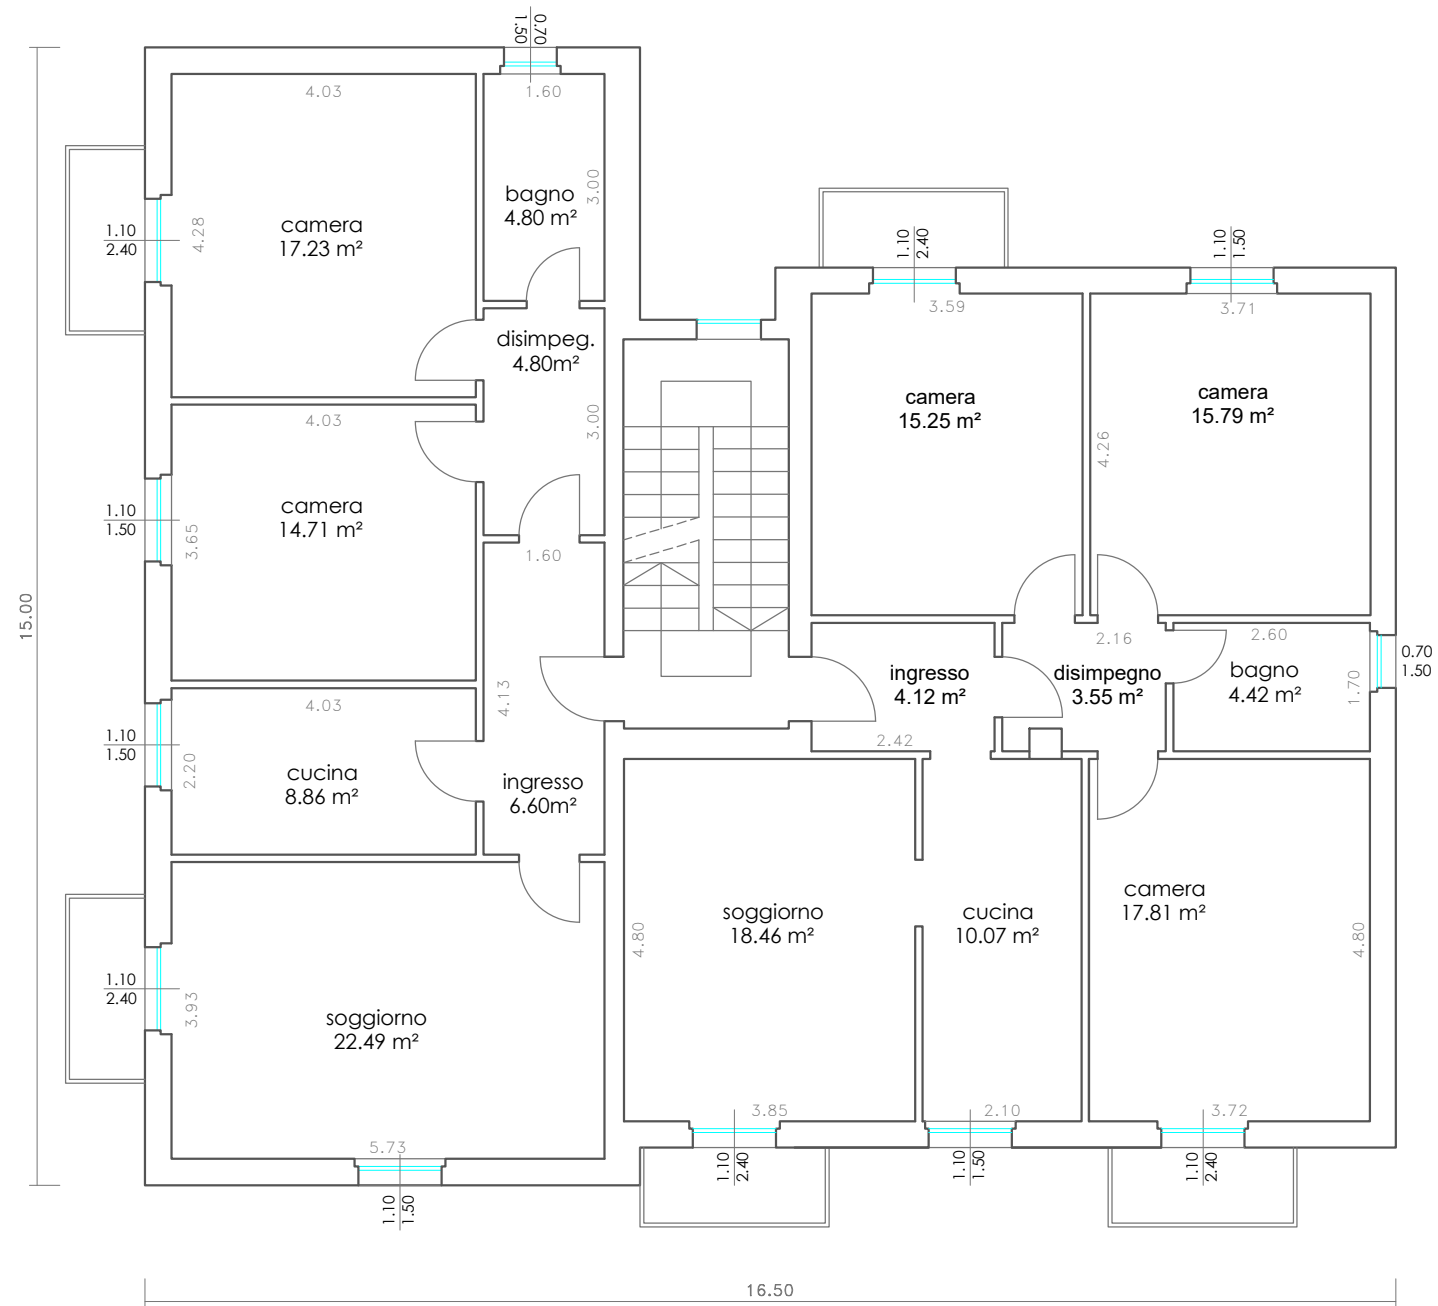 1.50
0.70
4.03
1.60
camera
17.23 m²
4.28
bagno
4.80 m²
3.00
1.10
2.40
1.10
2.40
1.10
1.50
3.59
3.71
disimpeg.
4.80m²
3.00
4.03
camera
15.25 m²
camera
15.79 m²
4.26
camera
14.71 m²
3.65
1.10
1.50
1.60
15.00
2.16
2.60
ingresso
4.12 m²
disimpegno
3.55 m²
bagno
4.42 m²
1.70
0.70
1.50
4.03
4.13
2.42
1.10
1.50
2.20
cucina
8.86 m²
ingresso
6.60m²
soggiorno
18.46 m²
4.80
cucina
10.07 m²
camera
17.81 m²
4.80
1.10
2.40
3.93
soggiorno
22.49 m²
3.85
2.10
3.72
5.73
1.10
2.40
1.10
1.50
1.10
2.40
1.10
1.50
16.50